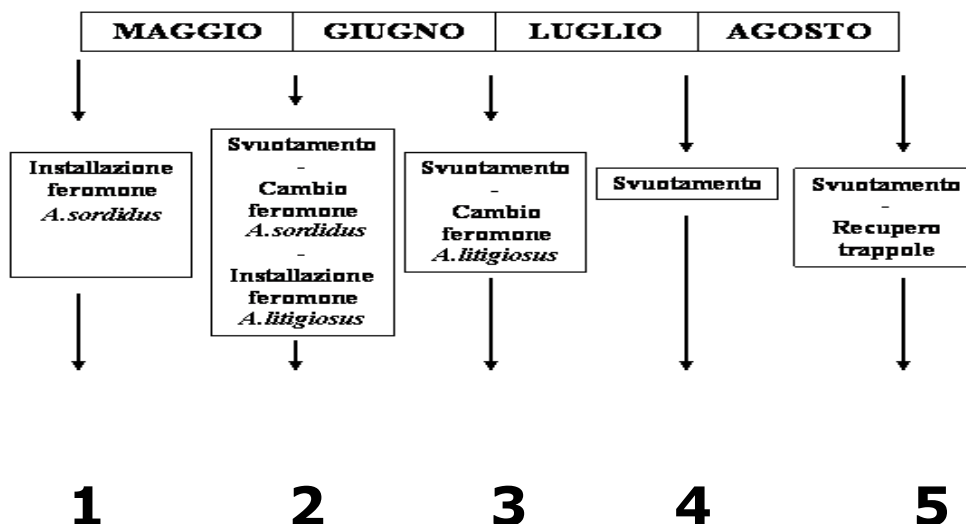 MAGGIO GIUGNO LUGLIO AGOSTO
Installazione
feromone
A.sordidus
Svuotamento
-
Cambio
feromone
A.sordidus
-
Installazione
feromone
A.litigiosus
Svuotamento
-
Cambio
feromone
A.litigiosus
Svuotamento
Svuotamento
-
Recupero
trappole
1 2 3 4 5